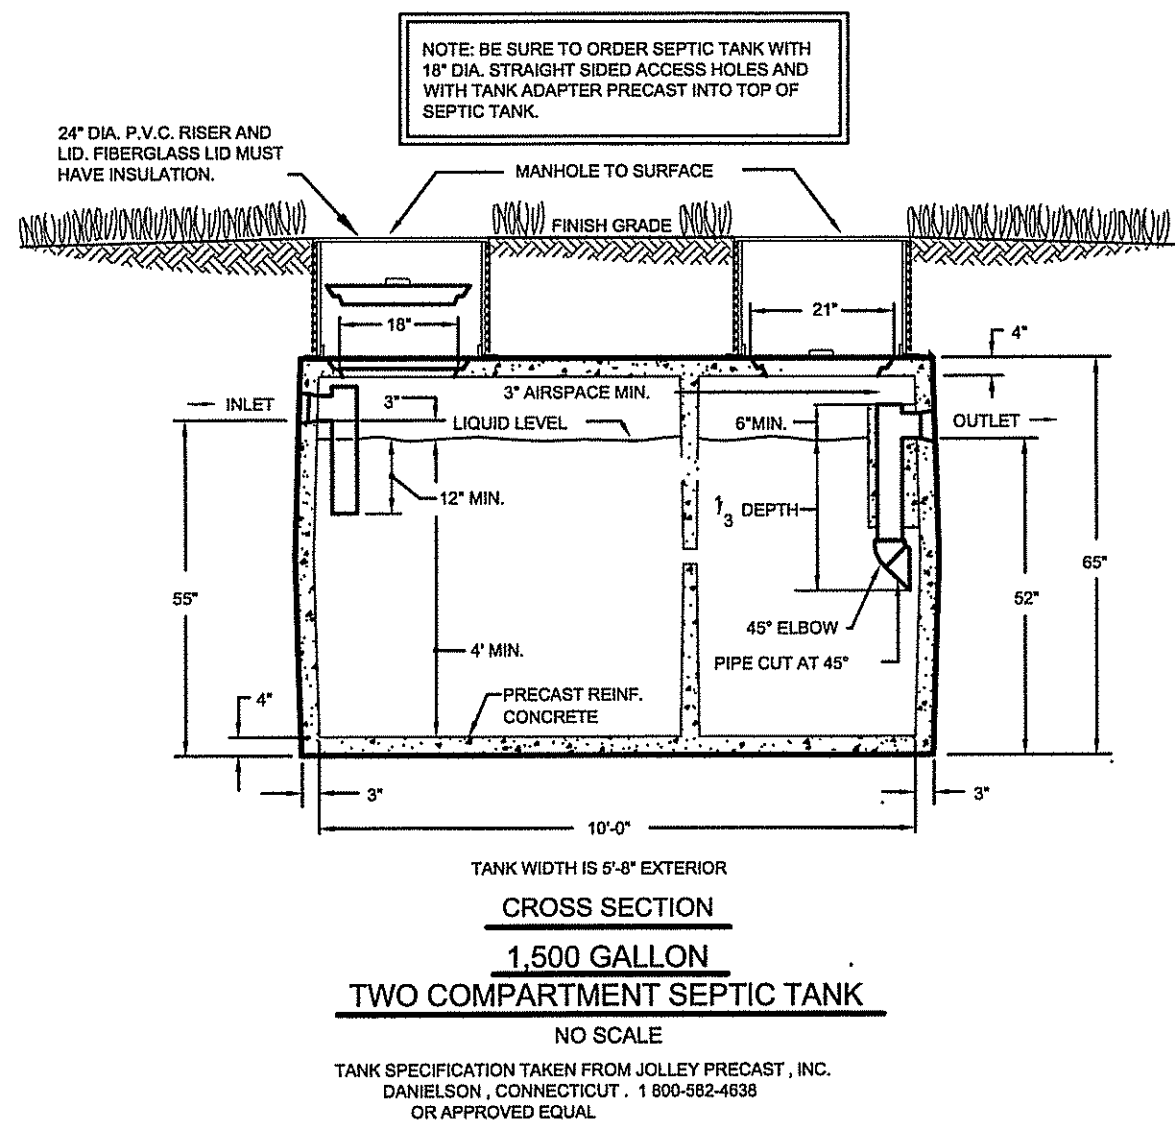 NOTE: BE SURE TO ORDER SEPTIC TANK WITH
18" DIA. STRAIGHT SIDED ACCESS HOLES AND
WITH TANK ADAPTER PRECAST INTO TOP OF
SEPTIC TANK.
24" DIA. P.V.C. RISER AND
LID. FIBERGLASS LID MUST
HAVE INSULATION.
MANHOLE TO SURFACE
FINISH GRADE
18"
21"
4"
3" AIRSPACE MIN.
INLET
3"
LIQUID LEVEL
6"MIN.
OUTLET
12" MIN.
1/3 DEPTH
65"
55"
52"
45° ELBOW
4' MIN.
PIPE CUT AT 45°
4"
PRECAST REINF.
CONCRETE
3"
3"
10'-0"
TANK WIDTH IS 5'-8" EXTERIOR
CROSS SECTION
1,500 GALLON
TWO COMPARTMENT SEPTIC TANK
NO SCALE
TANK SPECIFICATION TAKEN FROM JOLLEY PRECAST , INC.
DANIELSON , CONNECTICUT . 1 800-582-4638
OR APPROVED EQUAL